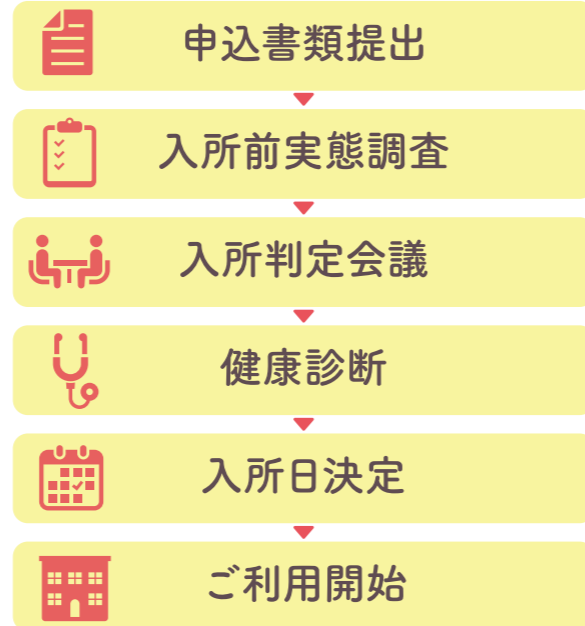 申込書類提出
入所前実態調査
入所判定会議
健康診断
入所日決定
ご利用開始